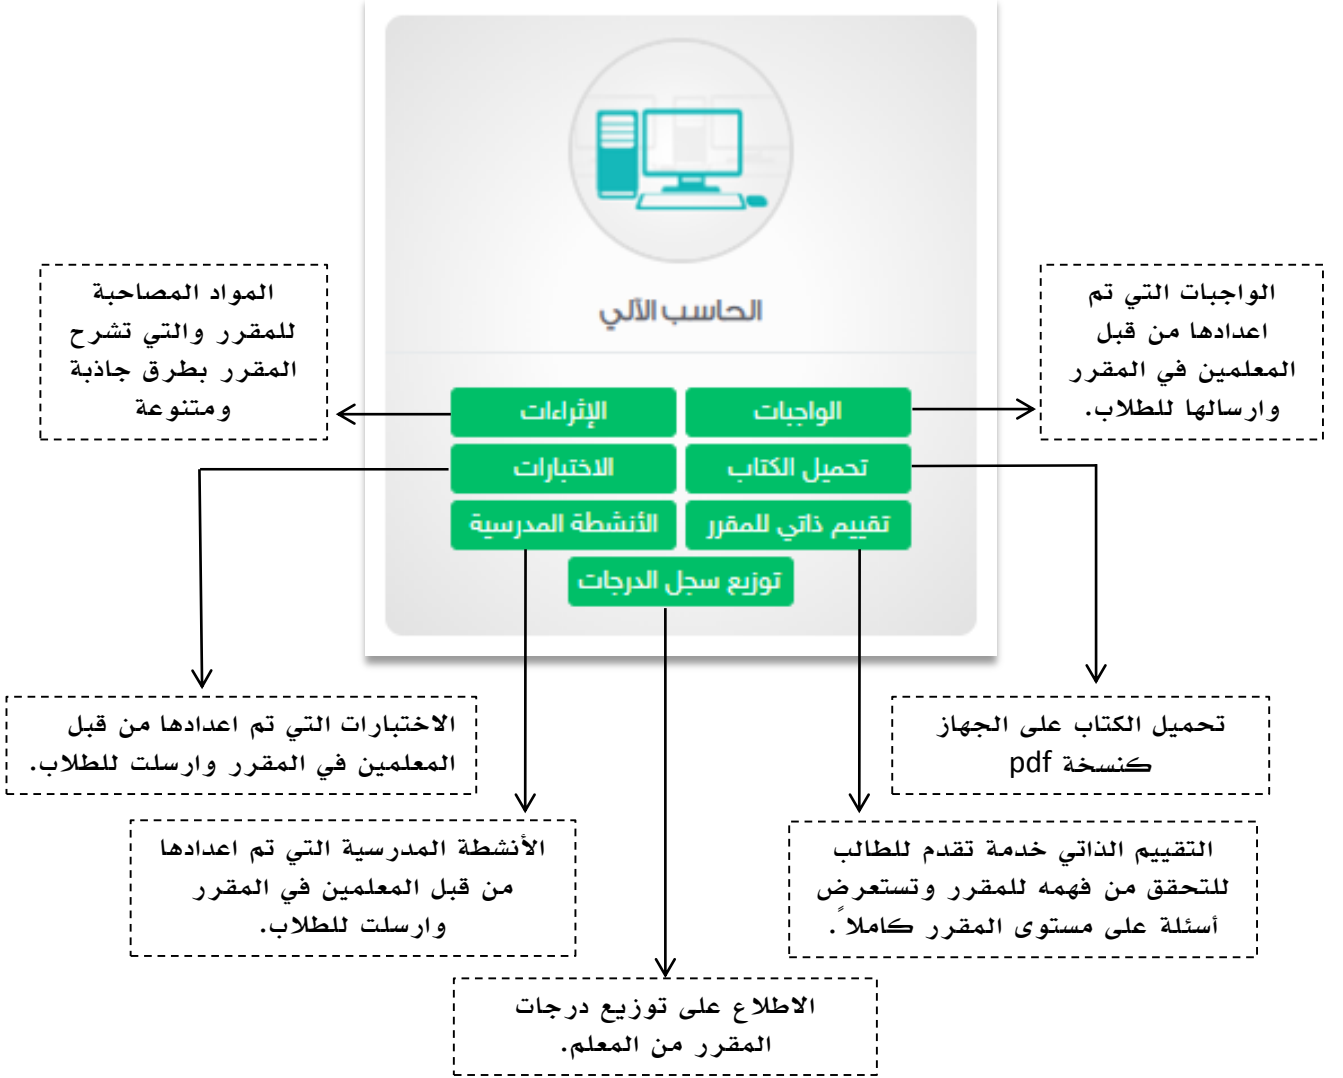 الحاسب الآلي
الواجبات
الإثراءات
تحميل الكتاب
الاختبارات
تقييم ذاتي للمقرر
الأنشطة المدرسية
توزيع سجل الدرجات
الواجبات التي تم
اعدادها من قبل
المعلمين في المقرر
وارسالها للطلاب.
المواد المصاحبة
للمقرر والتي تشرح
المقرر بطرق جاذبة
ومتنوعة
تحميل الكتاب على الجهاز
كنسخة pdf
الاختبارات التي تم اعدادها من قبل
المعلمين في المقرر وارسلت للطلاب.
التقييم الذاتي خدمة تقدم للطالب
للتحقق من فهمه للمقرر وتستعرض
أسئلة على مستوى المقرر كاملاً.
الأنشطة المدرسية التي تم اعدادها
من قبل المعلمين في المقرر
وارسلت للطلاب.
الاطلاع على توزيع درجات
المقرر من المعلم.